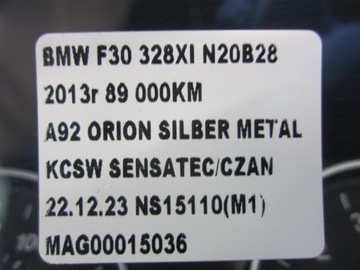 BMW F30 328XI N20B28
2013r 89 000KM
A92 ORION SILBER METAL
KCSW SENSATEC/CZAN
22.12.23 NS15110(M1)
MAG00015036